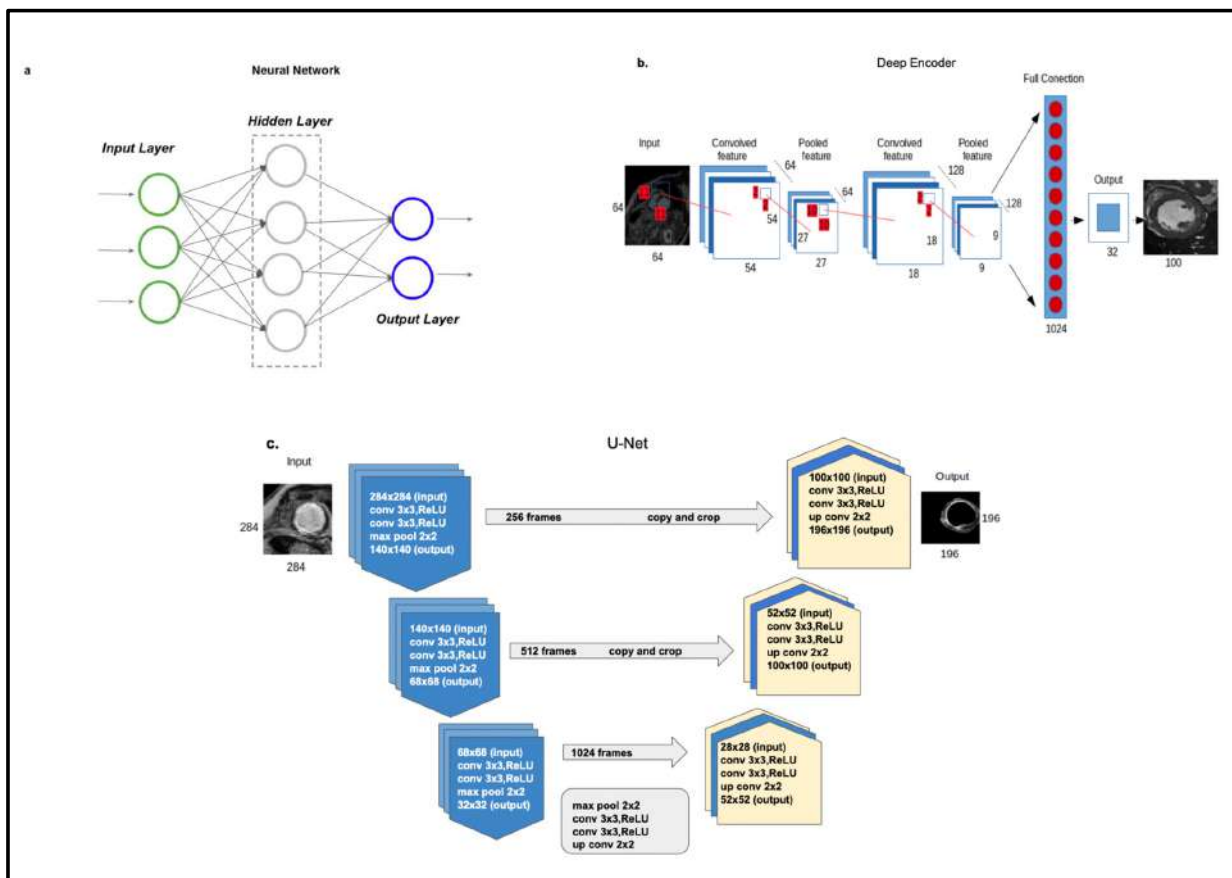 a
Neural Network
Hidden Layer
Input Layer
Output Layer
b.
Deep Encoder
Full Conection
Input
Convolved
feature
Pooled
feature
Convolved
feature
Pooled
feature
64
64
128
128
64
64
54
54
27
27
18
18
9
9
1024
Output
32
100
c.
U-Net
Input
284
284
284x284 (input)
conv 3x3,ReLU
conv 3x3,ReLU
max pool 2x2
140x140 (output)
256 frames copy and crop
100x100 (input)
conv 3x3,ReLU
conv 3x3,ReLU
up conv 2x2
196x196 (output)
Output
196
196
140x140 (input)
conv 3x3,ReLU
conv 3x3,ReLU
max pool 2x2
68x68 (output)
512 frames copy and crop
52x52 (input)
conv 3x3,ReLU
conv 3x3,ReLU
up conv 2x2
100x100 (output)
68x68 (input)
conv 3x3,ReLU
conv 3x3,ReLU
max pool 2x2
32x32 (output)
1024 frames
max pool 2x2
conv 3x3,ReLU
conv 3x3,ReLU
up conv 2x2
28x28 (input)
conv 3x3,ReLU
conv 3x3,ReLU
up conv 2x2
52x52 (output)